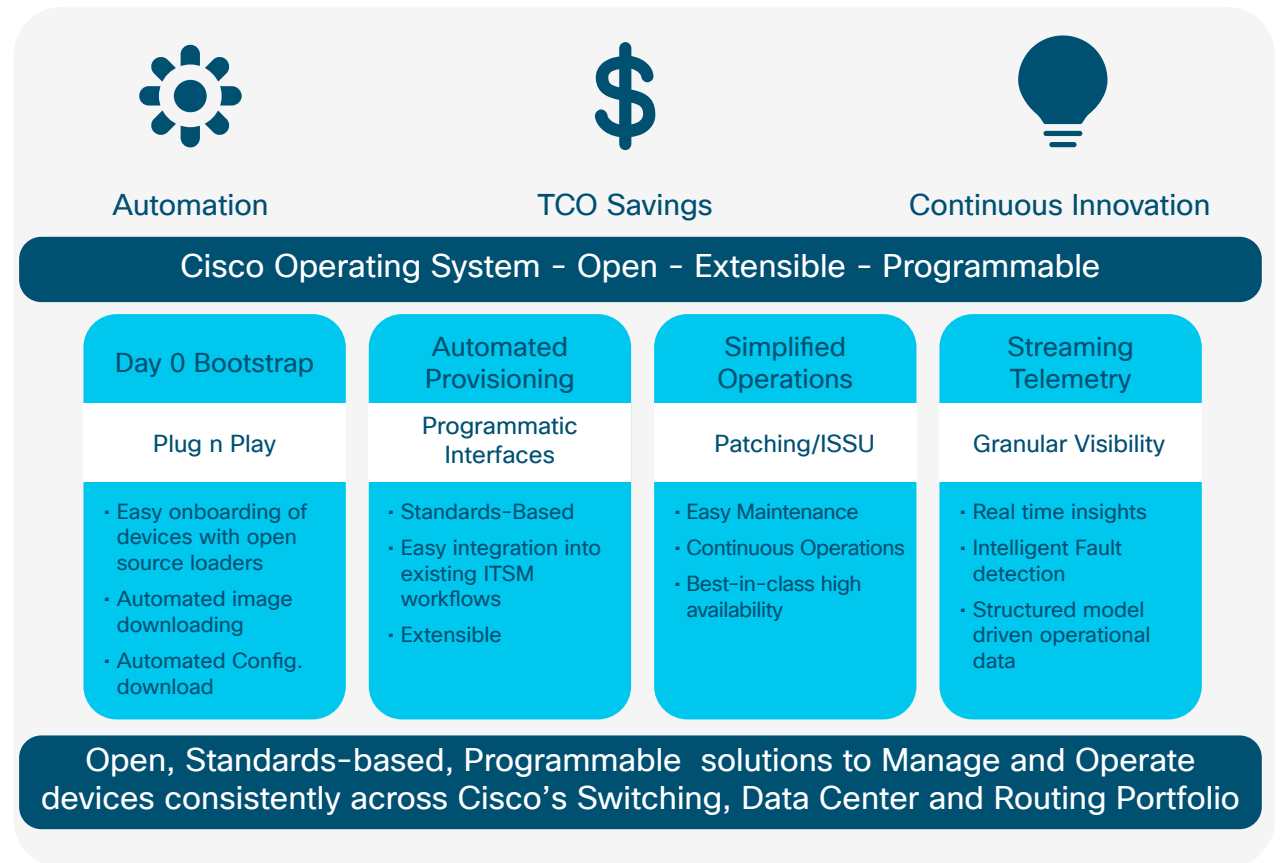 Automation
TCO Savings
Continuous Innovation
Cisco Operating System - Open - Extensible - Programmable
Day 0 Bootstrap
Plug n Play
· Easy onboarding of
devices with open
source loaders
· Automated image
downloading
· Automated Config.
download
Automated
Provisioning
Programmatic
Interfaces
· Standards-Based
· Easy integration into
existing ITSM
workflows
· Extensible
Simplified
Operations
Patching/ISSU
· Easy Maintenance
· Continuous Operations
· Best-in-class high
availability
Streaming
Telemetry
Granular Visibility
· Real time insights
· Intelligent Fault
detection
· Structured model
driven operational
data
Open, Standards-based, Programmable solutions to Manage and Operate
devices consistently across Cisco's Switching, Data Center and Routing Portfolio